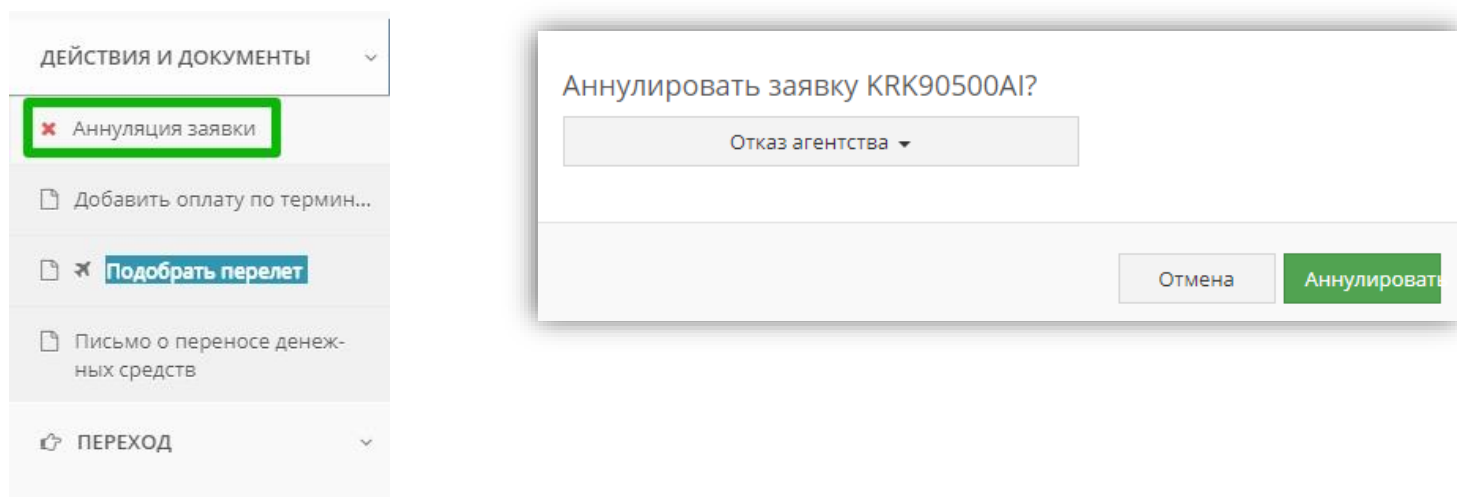 ДЕЙСТВИЯ И ДОКУМЕНТЫ
Аннуляция заявки
Добавить оплату по термин...
Подобрать перелет
Письмо о переносе денеж-
ных средств
ПЕРЕХОД
Аннулировать заявку KRK90500AI?
Отказ агентства
Отмена
Аннулировать